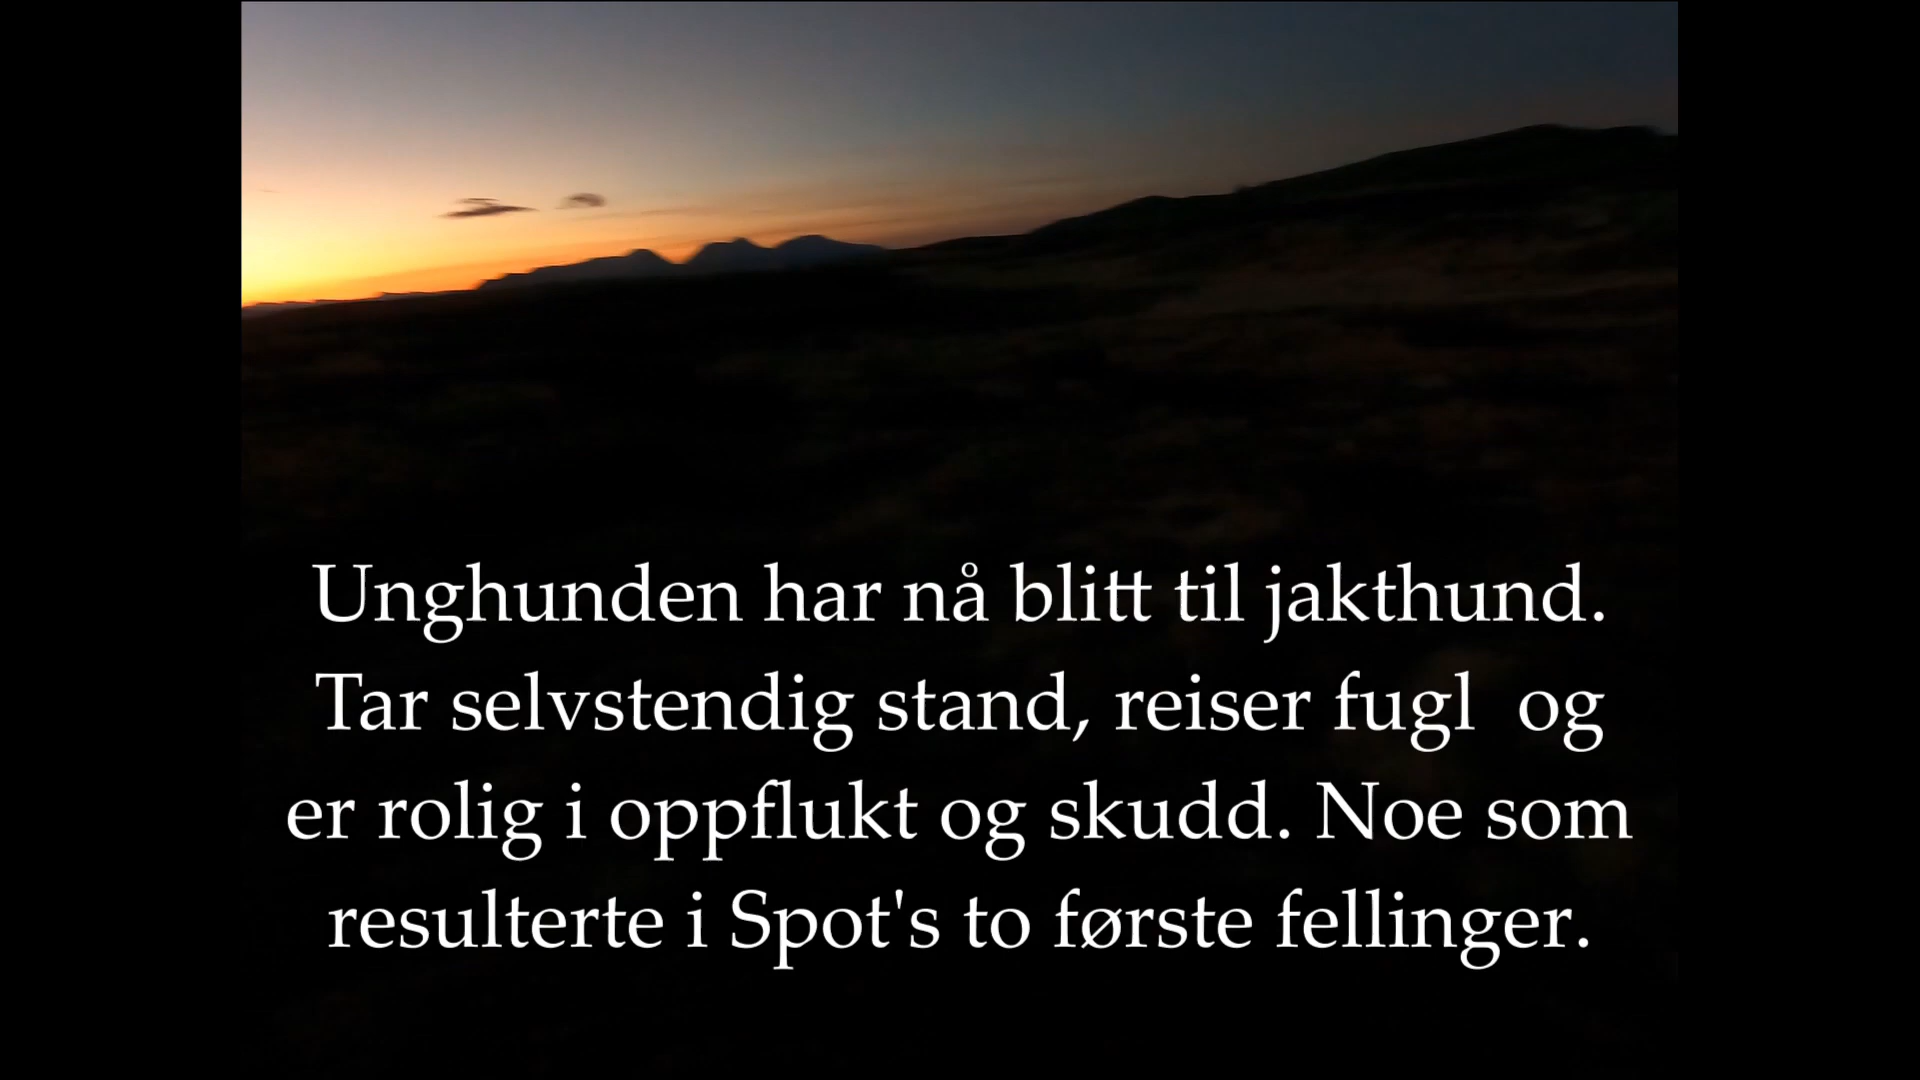 Unghunden har nå blitt til jakthund.
Tar selvstendig stand, reiser fugl  og
er rolig i oppflukt og skudd. Noe som
resulterte i Spot's to første fellinger.